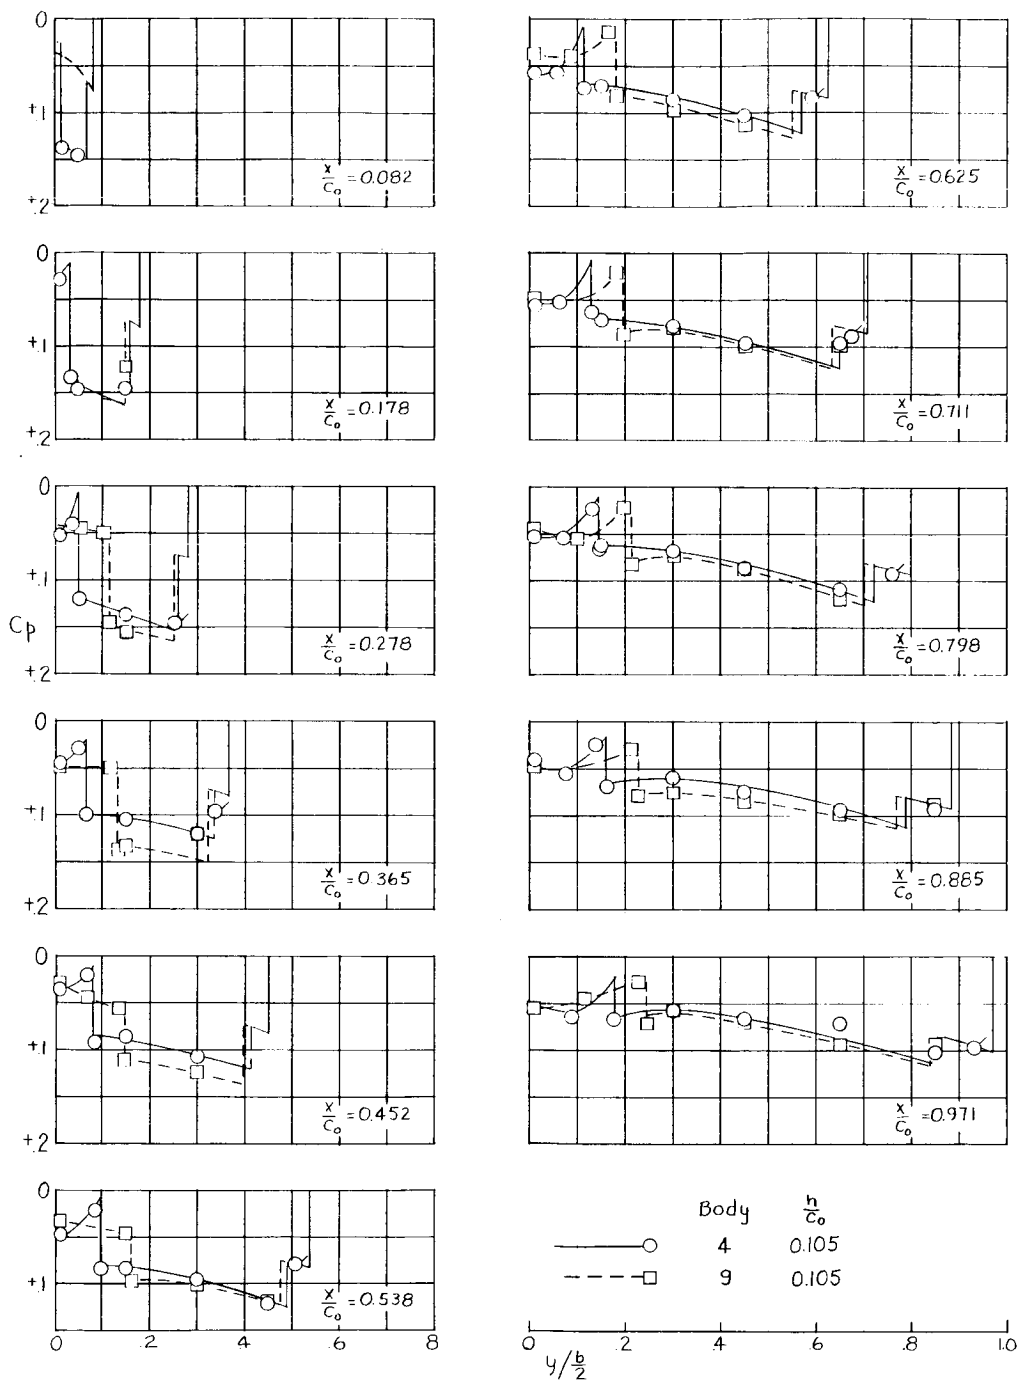 0
+.1
+.2
x/c₀ = 0.082
0
+.1
+.2
x/c₀ = 0.178
0
+.1
Cp
+.2
x/c₀ = 0.278
0
+.1
+.2
x/c₀ = 0.365
0
+.1
+.2
x/c₀ = 0.452
0
+.1
x/c₀ = 0.538
0 .2 .4 .6 .8
x/c₀ = 0.625
x/c₀ = 0.711
x/c₀ = 0.798
x/c₀ = 0.885
x/c₀ = 0.971
Body h/c₀
4 0.105
9 0.105
0 .2 .4 .6 .8 1.0
y/b/2